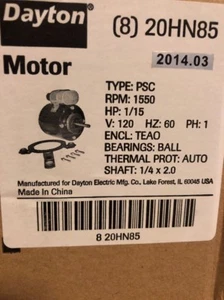 Dayton®
(8) 20HN85
2014.03
Motor
TYPE: PSC
RPM: 1550
HP: 1/15
V: 120 HZ: 60 PH: 1
ENCL: TEAO
BEARINGS: BALL
THERMAL PROT: AUTO
SHAFT: 1/4 x 2.0
Manufactured for Dayton Electric Mfg. Co., Lake Forest, IL 60045 USA
Made in China
8 20HN85